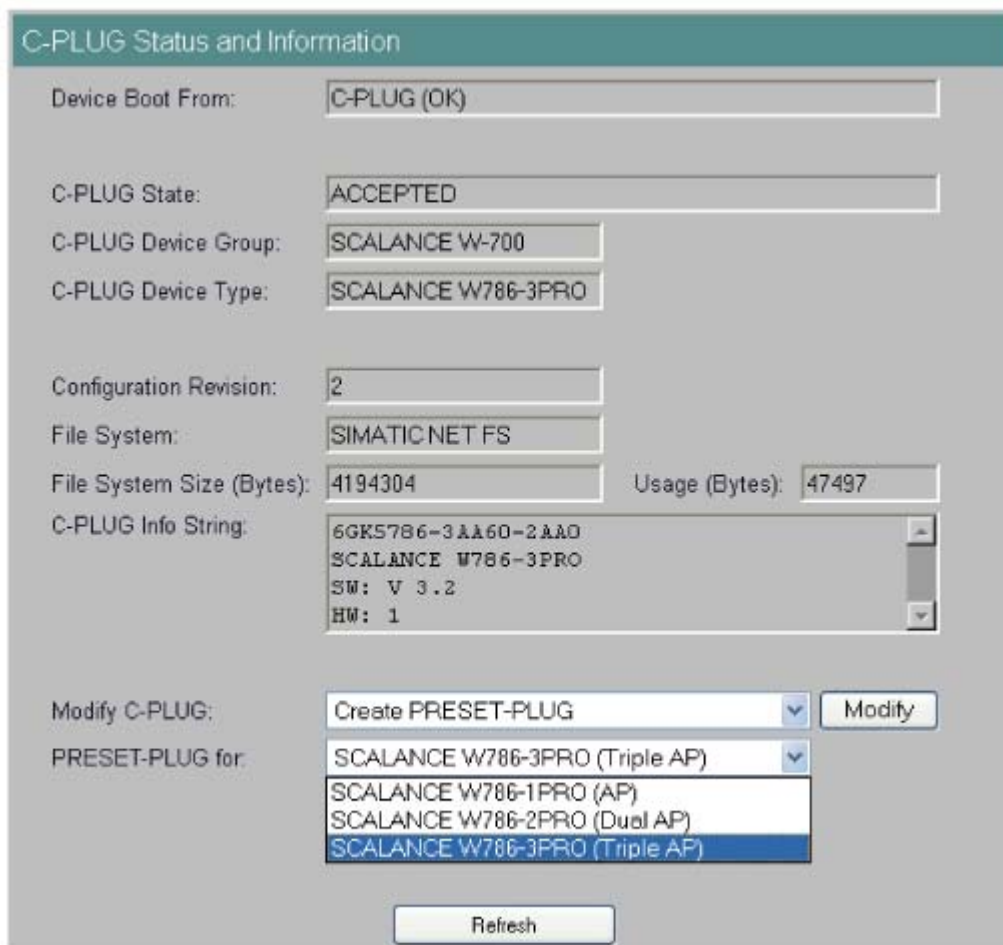 C-PLUG Status and Information
Device Boot From: C-PLUG (OK)
C-PLUG State: ACCEPTED
C-PLUG Device Group: SCALANCE W-700
C-PLUG Device Type: SCALANCE W786-3PRO
Configuration Revision: 2
File System: SIMATIC NET FS
File System Size (Bytes): 4194304 Usage (Bytes): 47497
C-PLUG Info String: 6GK5786-3AA60-2AA0
SCALANCE W786-3PRO
SW: V 3.2
HW: 1
Modify C-PLUG: Create PRESET-PLUG Modify
PRESET-PLUG for: SCALANCE W786-3PRO (Triple AP)
SCALANCE W786-1PRO (AP)
SCALANCE W786-2PRO (Dual AP)
SCALANCE W786-3PRO (Triple AP)
Refresh